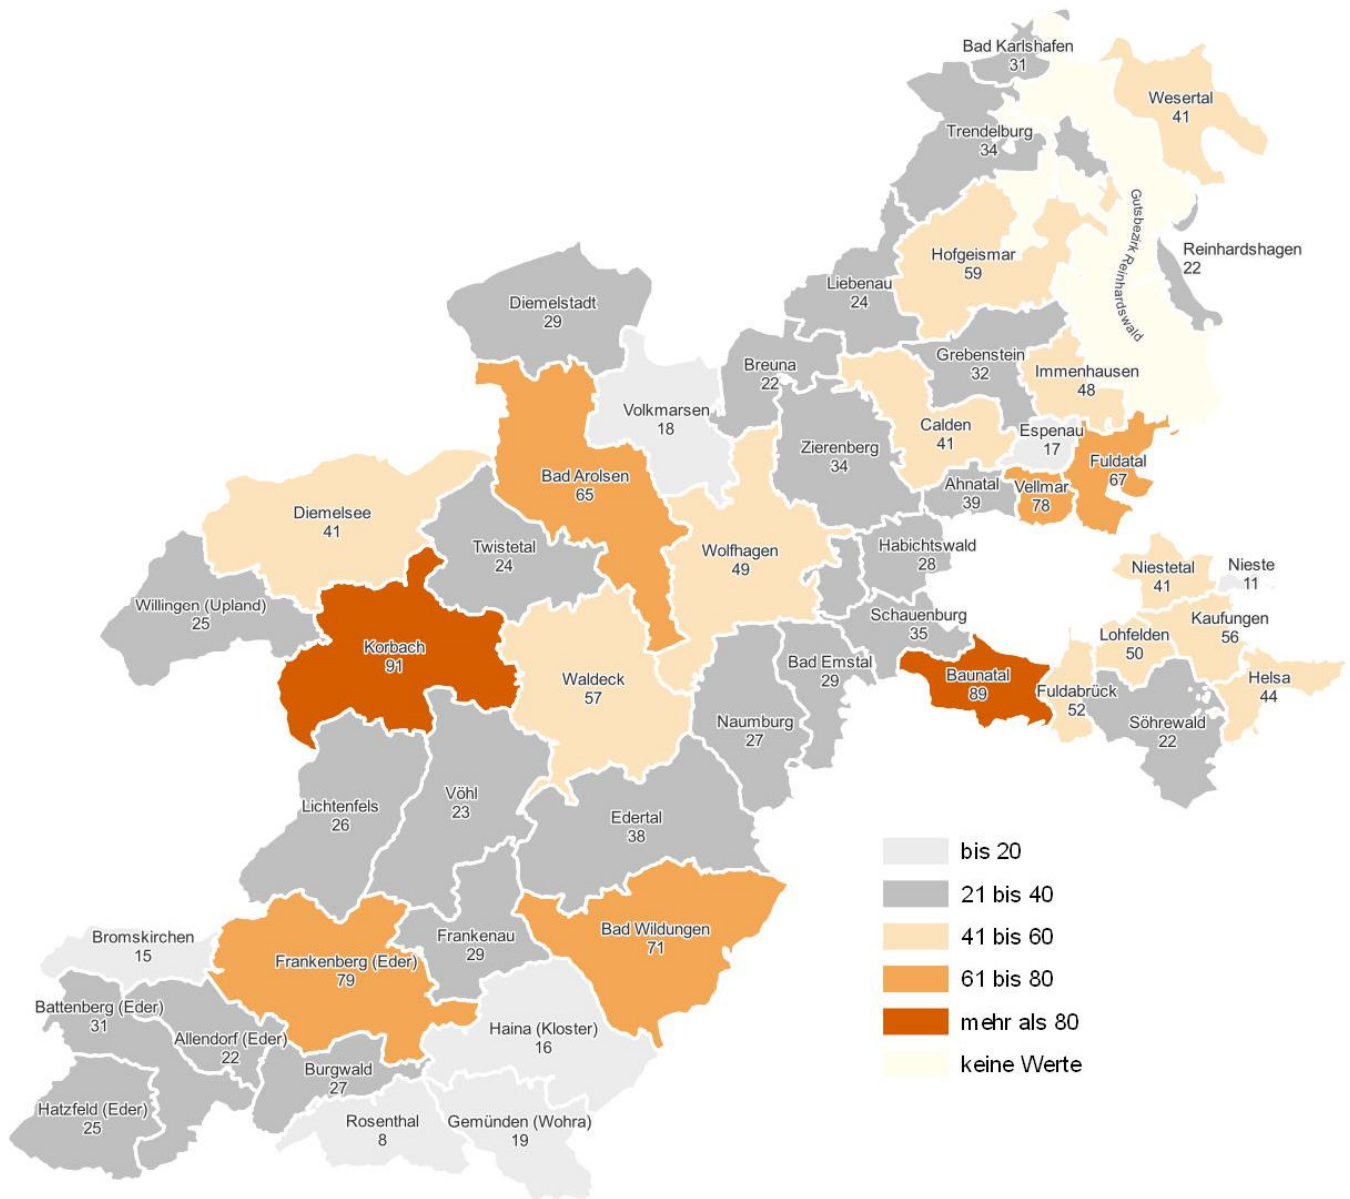 Bad Karlshafen
31
Wesertal
41
Trendelburg
34
Gutsbezirk Reinhardswald
Hofgeismar
59
Reinhardshagen
22
Liebenau
24
Diemelstadt
29
Breuna
22
Grebenstein
32
Immenhausen
48
Volkmarsen
18
Calden
41
Espenau
17
Zierenberg
34
Fuldatal
67
Bad Arolsen
65
Ahnatal
39
Vellmar
78
Diemelsee
41
Twistetal
24
Wolfhagen
49
Habichtswald
28
Niestetal
41
Nieste
11
Willingen (Upland)
25
Schauenburg
35
Kaufungen
56
Lohfelden
50
Korbach
91
Bad Emstal
29
Waldeck
57
Baunatal
89
Fuldabrück
52
Helsa
44
Naumburg
27
Söhrewald
22
Vöhl
23
Lichtenfels
26
Edertal
38
bis 20
21 bis 40
41 bis 60
61 bis 80
mehr als 80
keine Werte
Bromskirchen
15
Frankenau
29
Bad Wildungen
71
Frankenberg (Eder)
79
Battenberg (Eder)
31
Allendorf (Eder)
22
Haina (Kloster)
16
Burgwald
27
Hatzfeld (Eder)
25
Rosenthal
8
Gemünden (Wohra)
19